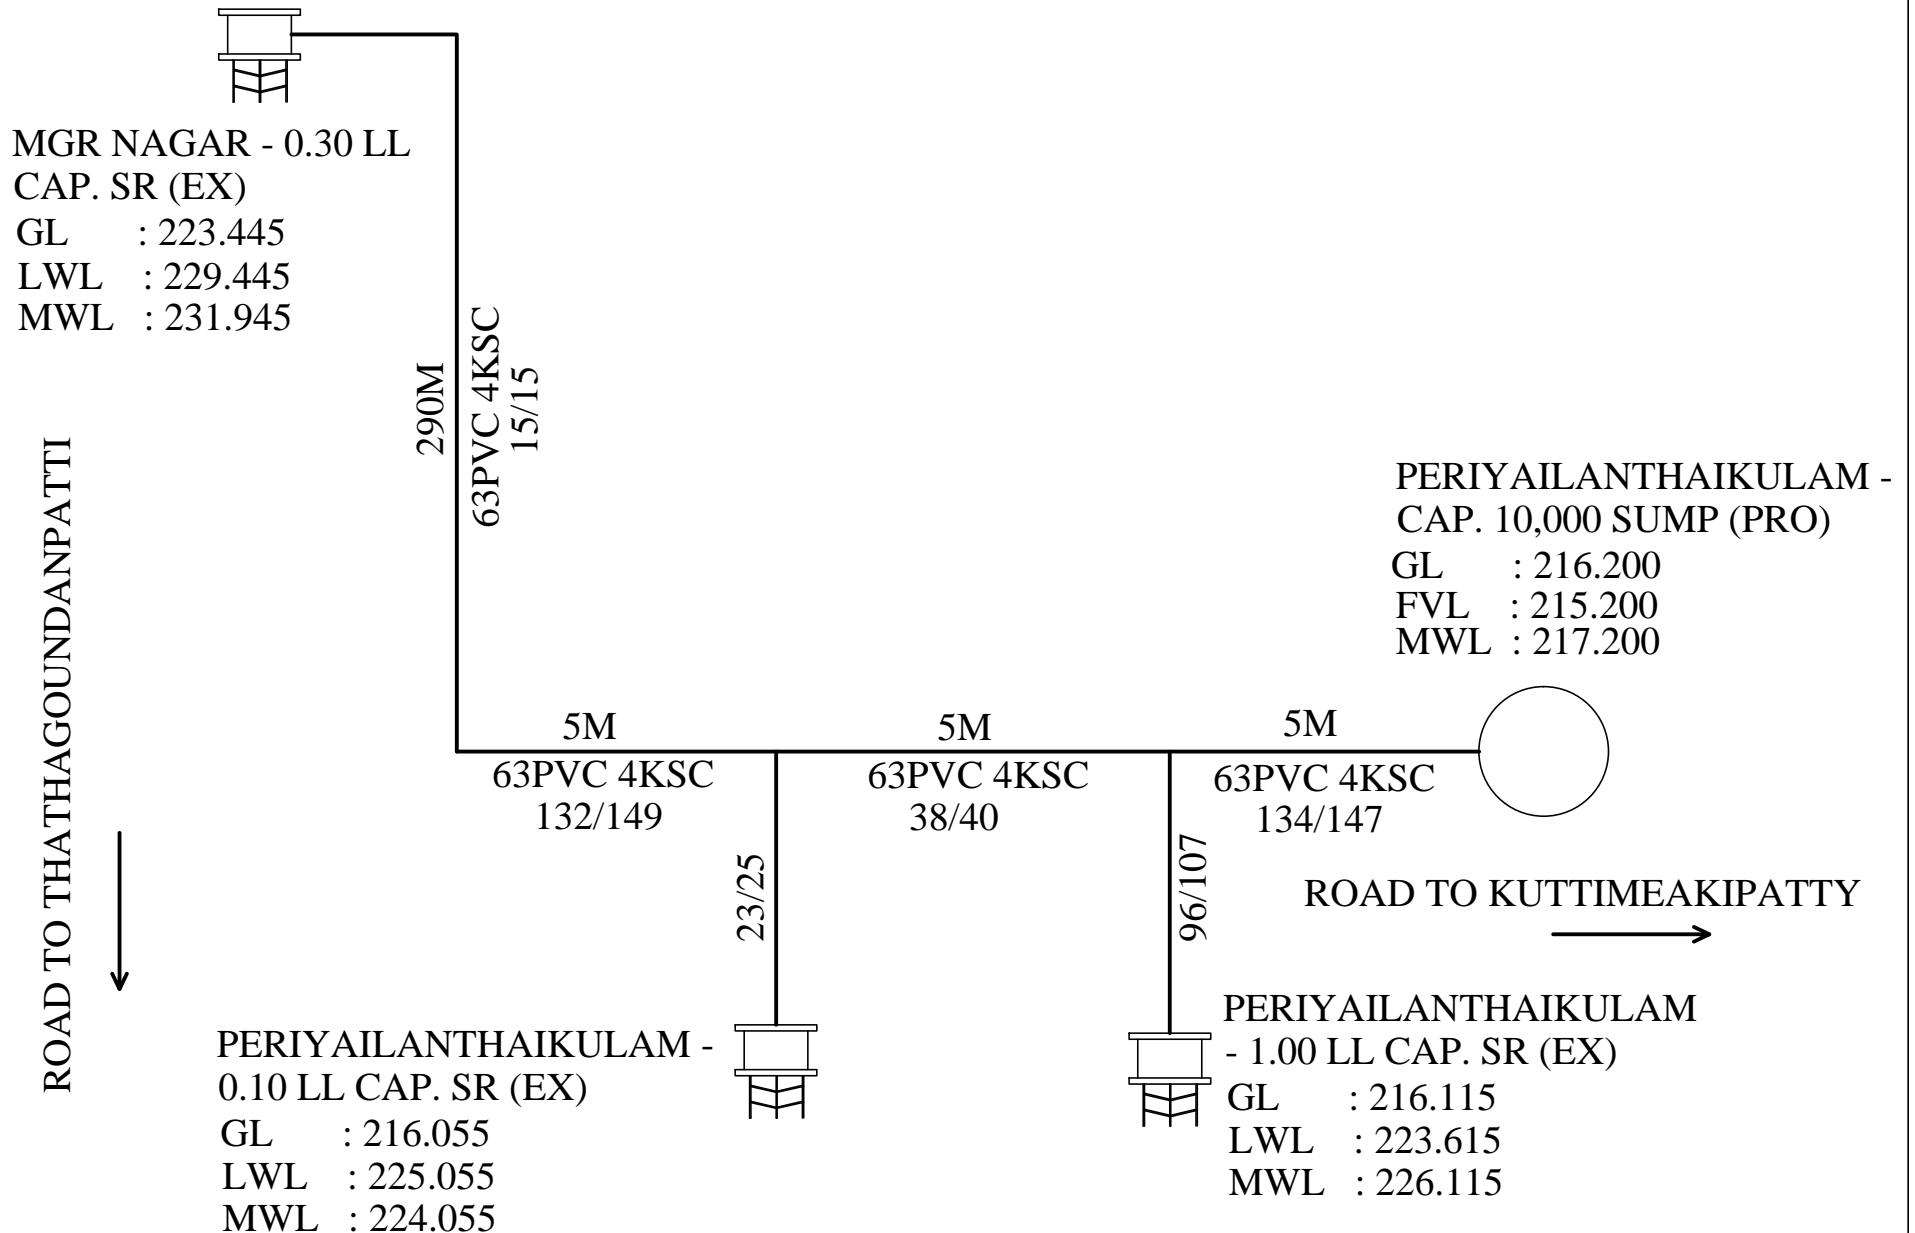 MGR NAGAR - 0.30 LL
CAP. SR (EX)
GL : 223.445
LWL : 229.445
MWL : 231.945
290M
63PVC 4KSC
15/15
ROAD TO THATHAGOUNDANPATTI
PERIYAILANTHAIKULAM -
CAP. 10,000 SUMP (PRO)
GL : 216.200
FVL : 215.200
MWL : 217.200
5M
63PVC 4KSC
132/149
5M
63PVC 4KSC
38/40
5M
63PVC 4KSC
134/147
23/25
96/107
ROAD TO KUTTIMEAKIPATTY
PERIYAILANTHAIKULAM -
0.10 LL CAP. SR (EX)
GL : 216.055
LWL : 225.055
MWL : 224.055
PERIYAILANTHAIKULAM
- 1.00 LL CAP. SR (EX)
GL : 216.115
LWL : 223.615
MWL : 226.115